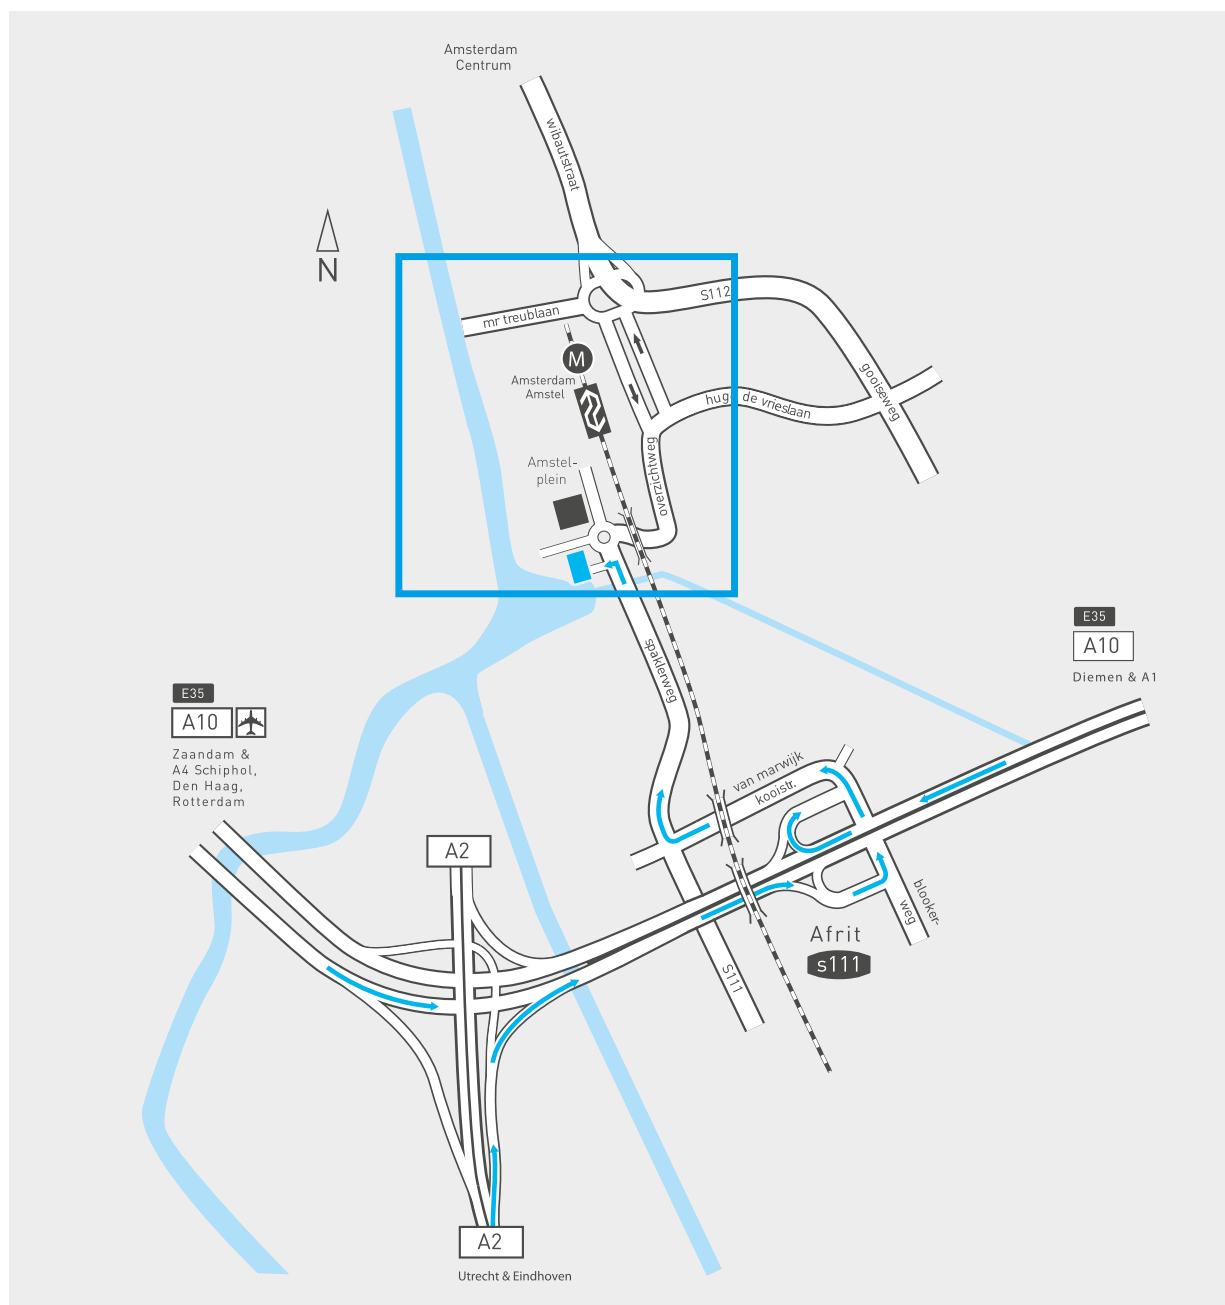 Amsterdam
Centrum
wibautstraat
N
S112
mr treublaan
M
Amsterdam
Amstel
gooiseweg
hugo de vrieslaan
Amstel-
plein
overzichtweg
spaklerweg
E35
A10
Diemen & A1
E35
A10
Zaandam &
A4 Schiphol,
Den Haag,
Rotterdam
van marwijk
kooistr.
A2
blooker-
weg
Afrit
s111
S111
A2
Utrecht & Eindhoven